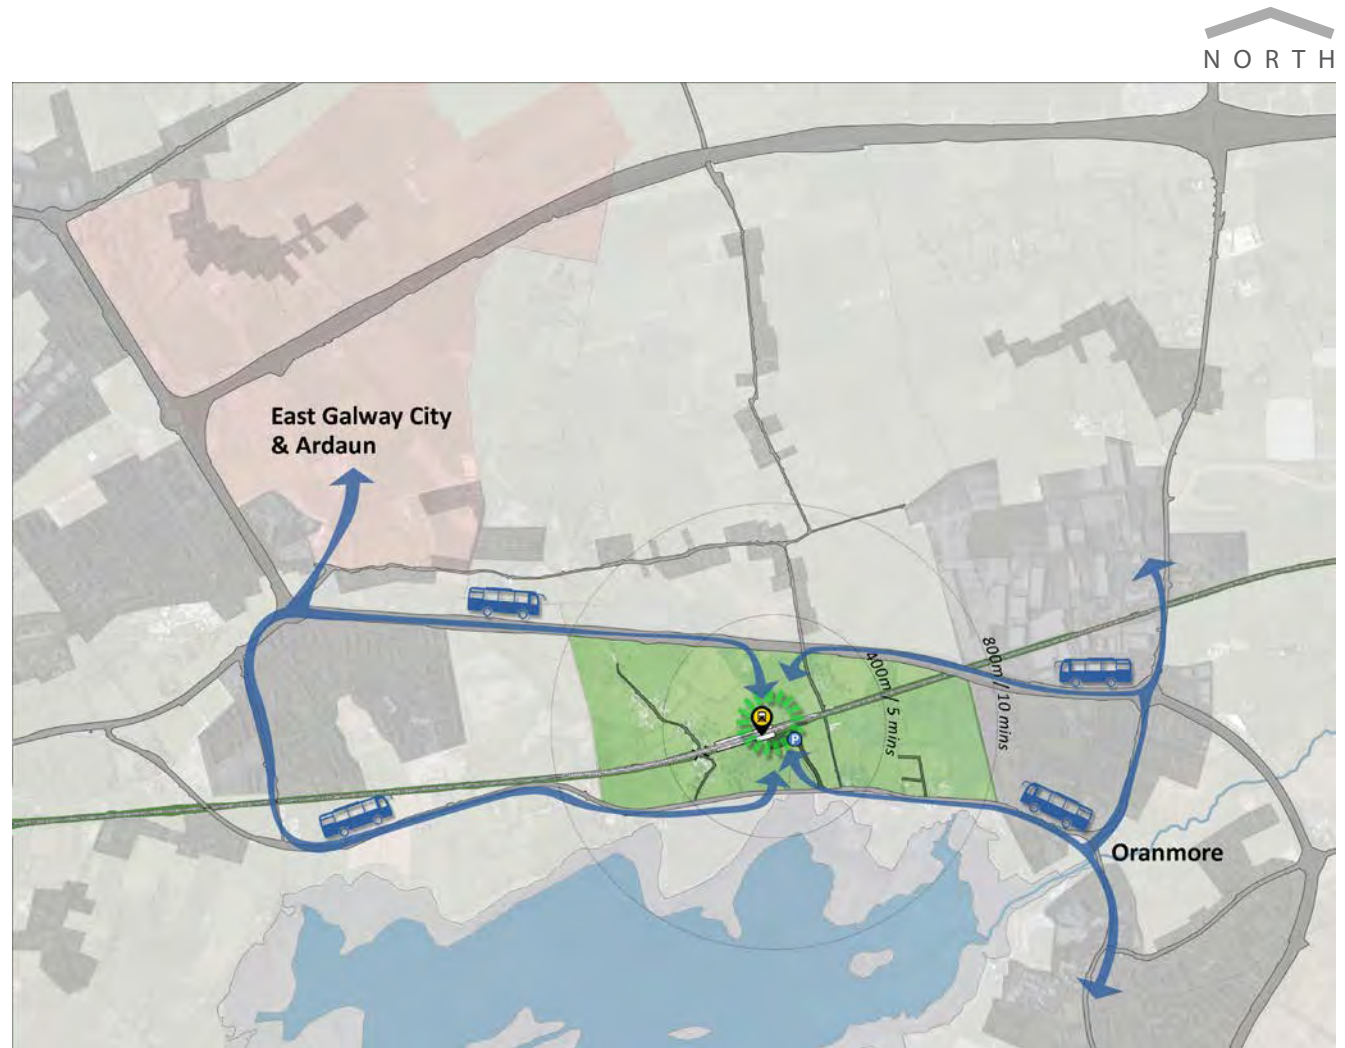 NORTH
East Galway City
& Ardaun
400m / 5 mins
800m // 10 mins
P
Oranmore